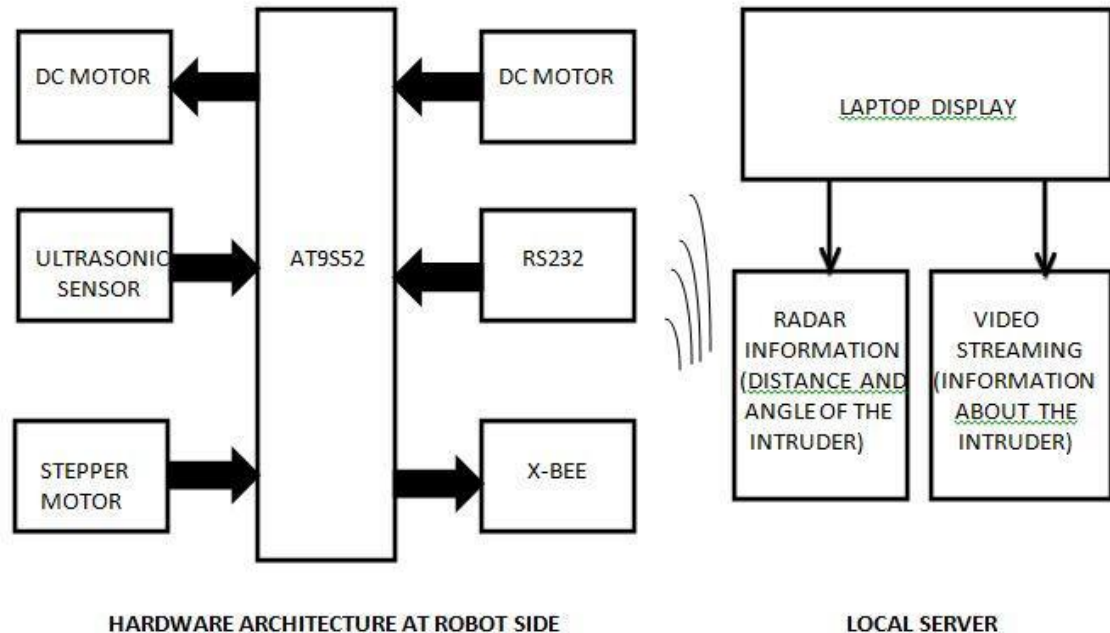 DC MOTOR
DC MOTOR
LAPTOP DISPLAY
ULTRASONIC
SENSOR
AT9S52
RS232
RADAR
INFORMATION
(DISTANCE AND
ANGLE OF THE
INTRUDER)
VIDEO
STREAMING
(INFORMATION
ABOUT THE
INTRUDER)
STEPPER
MOTOR
X-BEE
HARDWARE ARCHITECTURE AT ROBOT SIDE
LOCAL SERVER